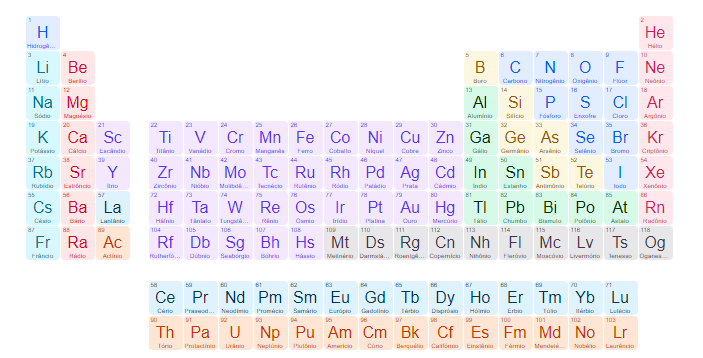 1 2
H He
Hidrogê... Hélio
3 4 5 6 7 8 9 10
Li Be B C N O F Ne
Lítio Berílio Boro Carbono Nitrogênio Oxigênio Flúor Neônio
11 12 13 14 15 16 17 18
Na Mg Al Si P S Cl Ar
Sódio Magnésio Alumínio Silício Fósforo Enxofre Cloro Argônio
19 20 21 22 23 24 25 26 27 28 29 30 31 32 33 34 35 36
K Ca Sc Ti V Cr Mn Fe Co Ni Cu Zn Ga Ge As Se Br Kr
Potássio Cálcio Escândio Titânio Vanádio Cromo Manganês Ferro Cobalto Níquel Cobre Zinco Gálio Germânio Arsênio Selênio Bromo Criptônio
37 38 39 40 41 42 43 44 45 46 47 48 49 50 51 52 53 54
Rb Sr Y Zr Nb Mo Tc Ru Rh Pd Ag Cd In Sn Sb Te I Xe
Rubídio Estrôncio Ítrio Zircônio Nióbio Molibdê... Tecnécio Rutênio Ródio Paládio Prata Cádmio Índio Estanho Antimônio Telúrio Iodo Xenônio
55 56 57 72 73 74 75 76 77 78 79 80 81 82 83 84 85 86
Cs Ba La Hf Ta W Re Os Ir Pt Au Hg Tl Pb Bi Po At Rn
Césio Bário Lantânio Háfnio Tântalo Tungstê... Rênio Ósmio Irídio Platina Ouro Mercúrio Tálio Chumbo Bismuto Polônio Astato Radônio
87 88 89 104 105 106 107 108 109 110 111 112 113 114 115 116 117 118
Fr Ra Ac Rf Db Sg Bh Hs Mt Ds Rg Cn Nh Fl Mc Lv Ts Og
Frâncio Rádio Actínio Rutherfó... Dúbnio Seabórgio Bóhrio Hássio Meitnério Darmstá... Roentgê... Copernício Nihônio Fleróvio Moscóvio Livermório Tenesso Oganes...
58 59 60 61 62 63 64 65 66 67 68 69 70 71
Ce Pr Nd Pm Sm Eu Gd Tb Dy Ho Er Tm Yb Lu
Cério Praseod... Neodímio Promécio Samário Európio Gadolínio Térbio Disprósio Hólmio Érbio Túlio Itérbio Lutécio
90 91 92 93 94 95 96 97 98 99 100 101 102 103
Th Pa U Np Pu Am Cm Bk Cf Es Fm Md No Lr
Tório Protactínio Urânio Neptúnio Plutônio Amerício Cúrio Berquélio Califórnio Einstênio Férmio Mendelé... Nobélio Laurêncio